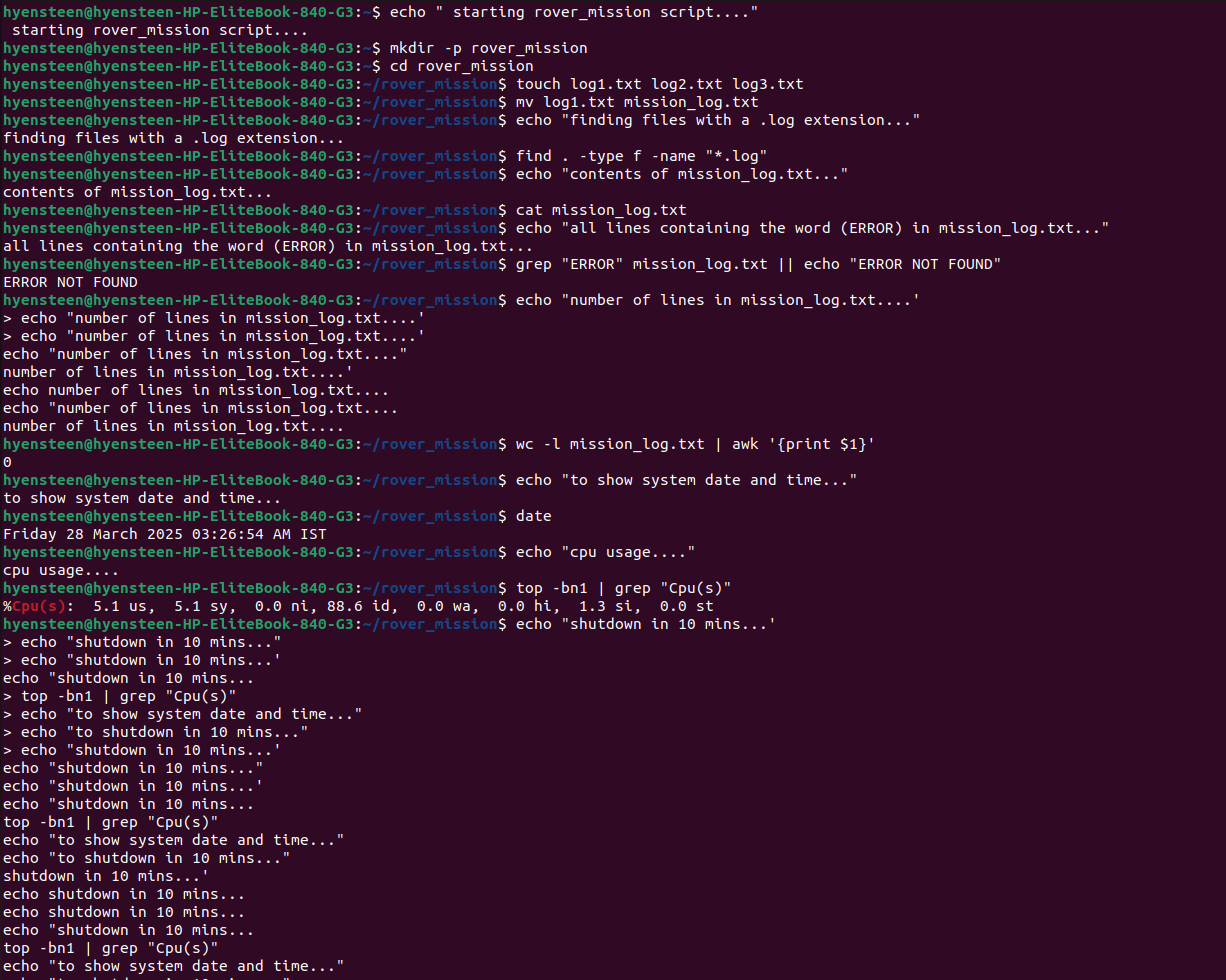 hyensteen@hyensteen-HP-EliteBook-840-G3:~$ echo " starting rover_mission script...."
 starting rover_mission script....
hyensteen@hyensteen-HP-EliteBook-840-G3:~$ mkdir -p rover_mission
hyensteen@hyensteen-HP-EliteBook-840-G3:~$ cd rover_mission
hyensteen@hyensteen-HP-EliteBook-840-G3:~/rover_mission$ touch log1.txt log2.txt log3.txt
hyensteen@hyensteen-HP-EliteBook-840-G3:~/rover_mission$ mv log1.txt mission_log.txt
hyensteen@hyensteen-HP-EliteBook-840-G3:~/rover_mission$ echo "finding files with a .log extension..."
finding files with a .log extension...
hyensteen@hyensteen-HP-EliteBook-840-G3:~/rover_mission$ find . -type f -name "*.log"
hyensteen@hyensteen-HP-EliteBook-840-G3:~/rover_mission$ echo "contents of mission_log.txt..."
contents of mission_log.txt...
hyensteen@hyensteen-HP-EliteBook-840-G3:~/rover_mission$ cat mission_log.txt
hyensteen@hyensteen-HP-EliteBook-840-G3:~/rover_mission$ echo "all lines containing the word (ERROR) in mission_log.txt..."
all lines containing the word (ERROR) in mission_log.txt...
hyensteen@hyensteen-HP-EliteBook-840-G3:~/rover_mission$ grep "ERROR" mission_log.txt || echo "ERROR NOT FOUND"
ERROR NOT FOUND
hyensteen@hyensteen-HP-EliteBook-840-G3:~/rover_mission$ echo "number of lines in mission_log.txt....'
> echo "number of lines in mission_log.txt....'
> echo "number of lines in mission_log.txt....'
echo "number of lines in mission_log.txt...."
number of lines in mission_log.txt....'
echo number of lines in mission_log.txt....
echo "number of lines in mission_log.txt....
number of lines in mission_log.txt....
hyensteen@hyensteen-HP-EliteBook-840-G3:~/rover_mission$ wc -l mission_log.txt | awk '{print $1}'
0
hyensteen@hyensteen-HP-EliteBook-840-G3:~/rover_mission$ echo "to show system date and time..."
to show system date and time...
hyensteen@hyensteen-HP-EliteBook-840-G3:~/rover_mission$ date
Friday 28 March 2025 03:26:54 AM IST
hyensteen@hyensteen-HP-EliteBook-840-G3:~/rover_mission$ echo "cpu usage...."
cpu usage....
hyensteen@hyensteen-HP-EliteBook-840-G3:~/rover_mission$ top -bn1 | grep "Cpu(s)"
%Cpu(s):  5.1 us,  5.1 sy,  0.0 ni, 88.6 id,  0.0 wa,  0.0 hi,  1.3 si,  0.0 st
hyensteen@hyensteen-HP-EliteBook-840-G3:~/rover_mission$ echo "shutdown in 10 mins...'
> echo "shutdown in 10 mins..."
> echo "shutdown in 10 mins...'
echo "shutdown in 10 mins...
> top -bn1 | grep "Cpu(s)"
> echo "to show system date and time..."
> echo "to shutdown in 10 mins..."
> echo "shutdown in 10 mins...'
echo "shutdown in 10 mins..."
echo "shutdown in 10 mins...'
echo "shutdown in 10 mins...
top -bn1 | grep "Cpu(s)"
echo "to show system date and time..."
echo "to shutdown in 10 mins..."
shutdown in 10 mins...'
echo shutdown in 10 mins...
echo shutdown in 10 mins...
echo "shutdown in 10 mins...
top -bn1 | grep "Cpu(s)"
echo "to show system date and time..."